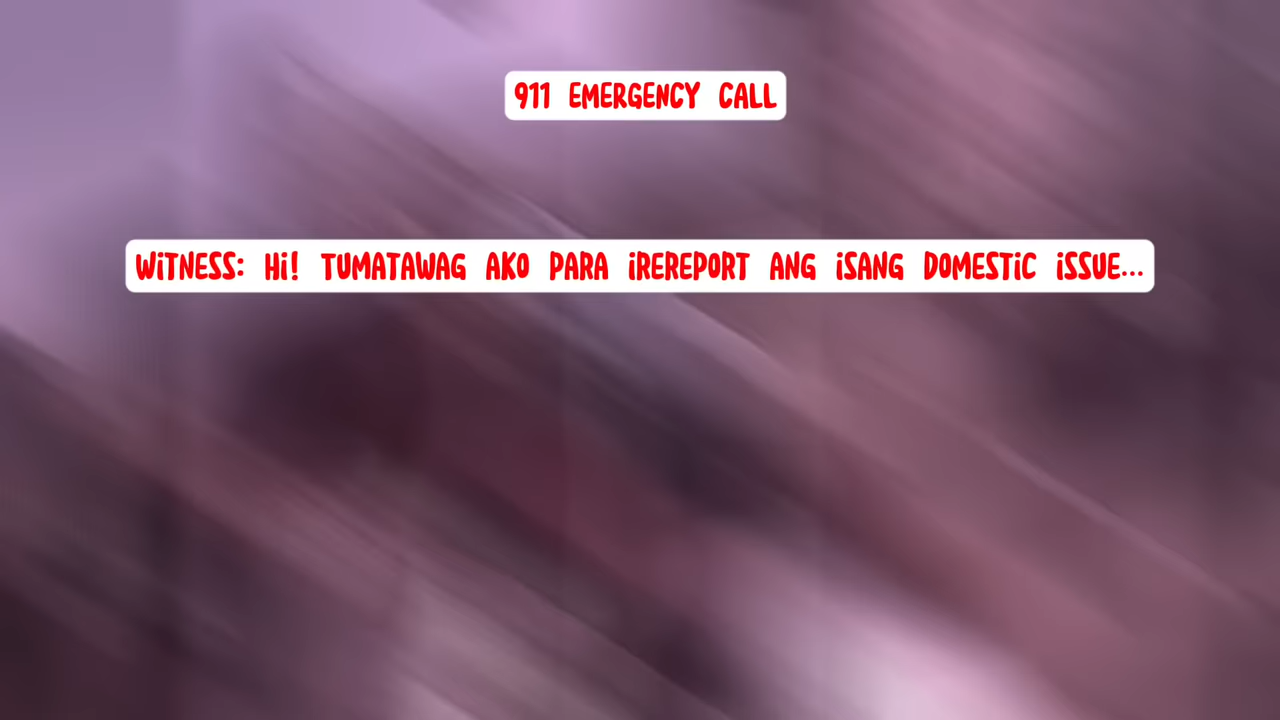 911 EMERGENCY CALL
WiTNESS: Hi! TUMATAWAG AKO PARA iREREPORT ANG iSANG DOMESTiC iSSUE...